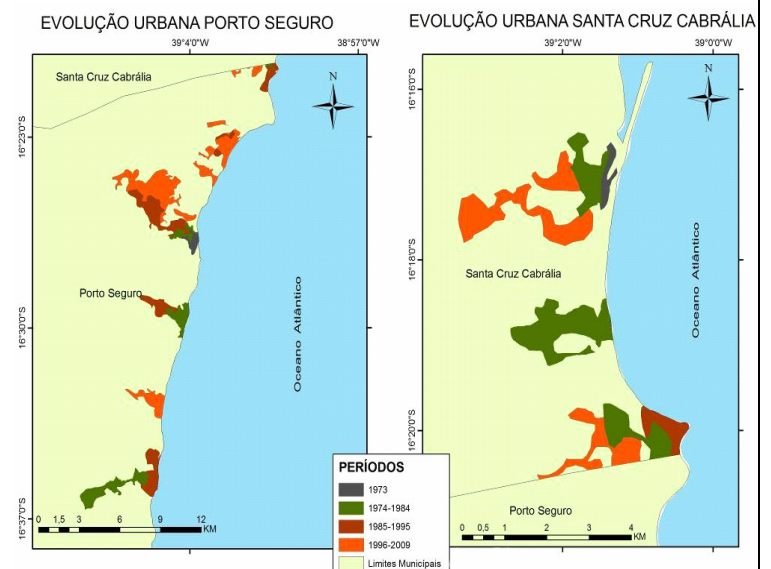 EVOLUÇÃO URBANA PORTO SEGURO
39°4'0"W
38°57'0"W
Santa Cruz Cabrália
N
16°23'0"S
Porto Seguro
16°30'0"S
Oceano Atlântico
16°37'0"S
0 1,5 3 6 9 12
KM
EVOLUÇÃO URBANA SANTA CRUZ CABRÁLIA
39°2'0"W
39°0'0"W
N
16°16'0"S
16°18'0"S
Santa Cruz Cabrália
Oceano Atlântico
16°20'0"S
Porto Seguro
0 0,5 1 2 3 4
KM
PERÍODOS
1973
1974-1984
1985-1995
1996-2009
Limites Municipais